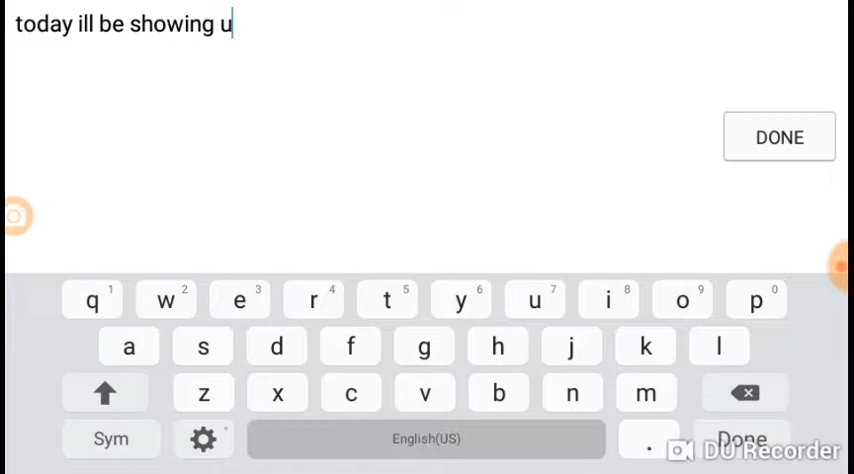 today ill be showing u
DONE
q 1 w 2 e 3 r 4 t 5 y 6 u 7 i 8 o 9 p 0
a s d f g h j k l
z x c v b n m
Sym English(US) . Done
DU Recorder